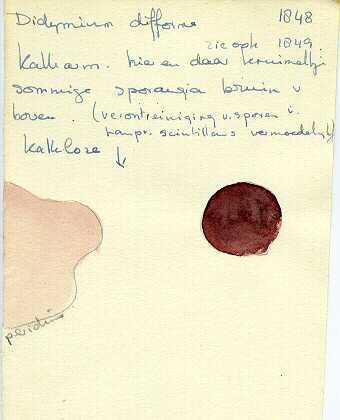 Didymium difforme 1848
zie ook 1849
Kalkarm. hier en daar kruimeltje
sommige sporangia bruin v
boven. (verontreiniging v. sporen v.
Lampr. scintillans vermoedelijk)
kalkloze ↓
peridium